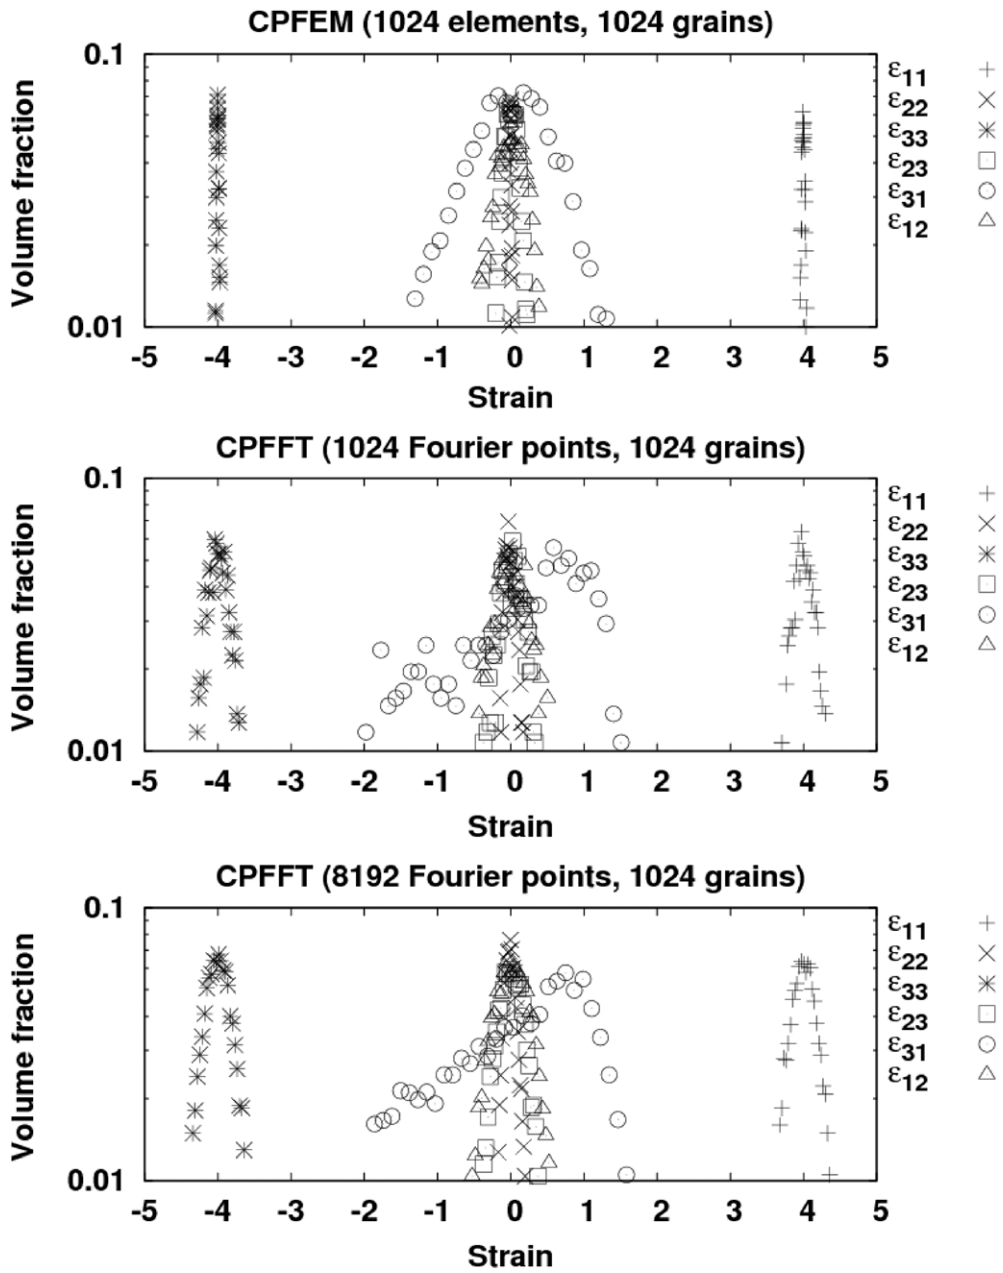 CPFEM (1024 elements, 1024 grains)
0.1
Volume fraction
0.01
-5 -4 -3 -2 -1 0 1 2 3 4 5
Strain
ε11
ε22
ε33
ε23
ε31
ε12
CPFFT (1024 Fourier points, 1024 grains)
0.1
Volume fraction
0.01
-5 -4 -3 -2 -1 0 1 2 3 4 5
Strain
ε11
ε22
ε33
ε23
ε31
ε12
CPFFT (8192 Fourier points, 1024 grains)
0.1
Volume fraction
0.01
-5 -4 -3 -2 -1 0 1 2 3 4 5
Strain
ε11
ε22
ε33
ε23
ε31
ε12